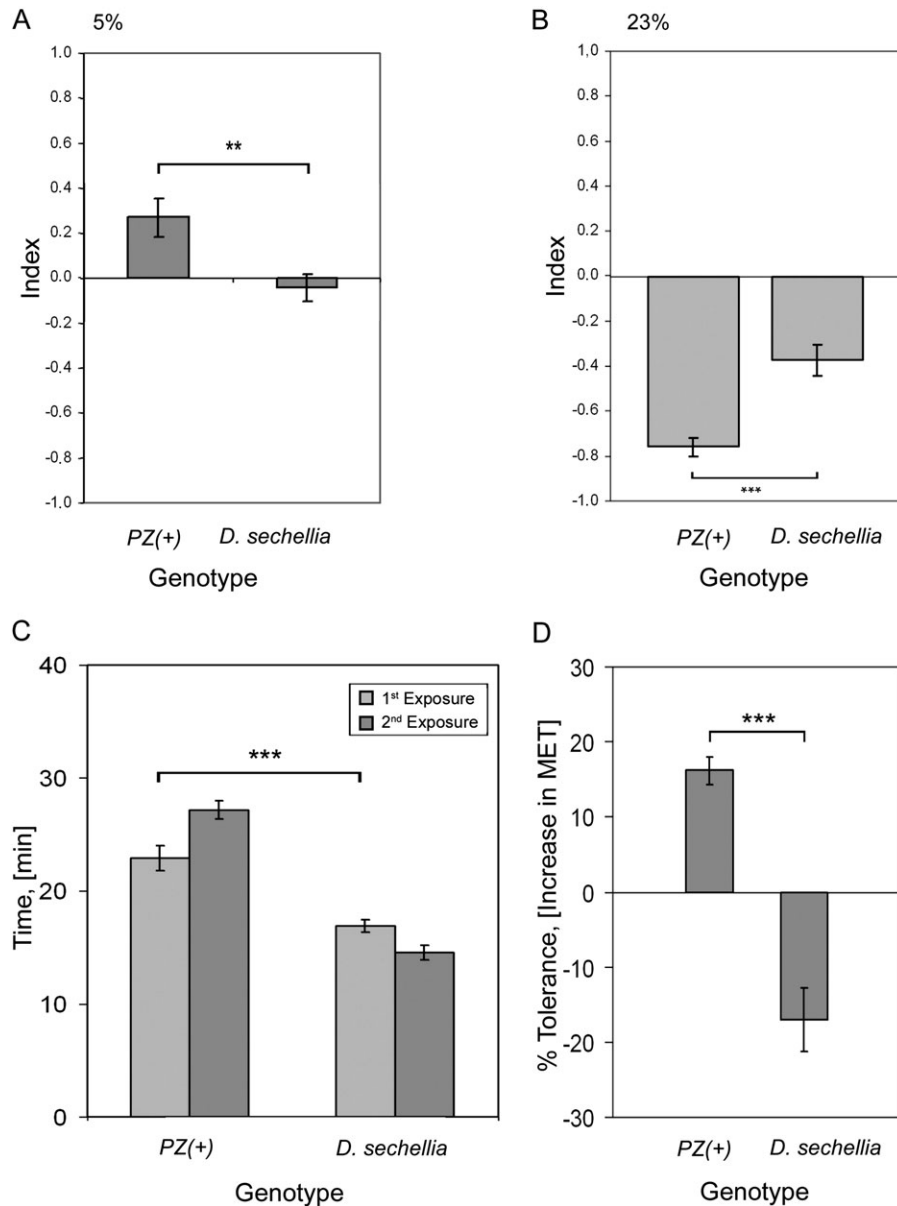 A 5%
1.0
0.8
0.6
0.4
0.2
0.0
-0.2
-0.4
-0.6
-0.8
-1.0
Index
**
PZ(+) D. sechellia
Genotype
B 23%
1,0
0.8
0.6
0.4
0.2
0.0
-0.2
-0.4
-0.6
-0.8
-1.0
Index
***
PZ(+) D. sechellia
Genotype
C
40
30
20
10
0
Time, [min]
1st Exposure
2nd Exposure
***
PZ(+) D. sechellia
Genotype
D
30
20
10
0
-10
-20
-30
% Tolerance, [Increase in MET]
***
PZ(+) D. sechellia
Genotype